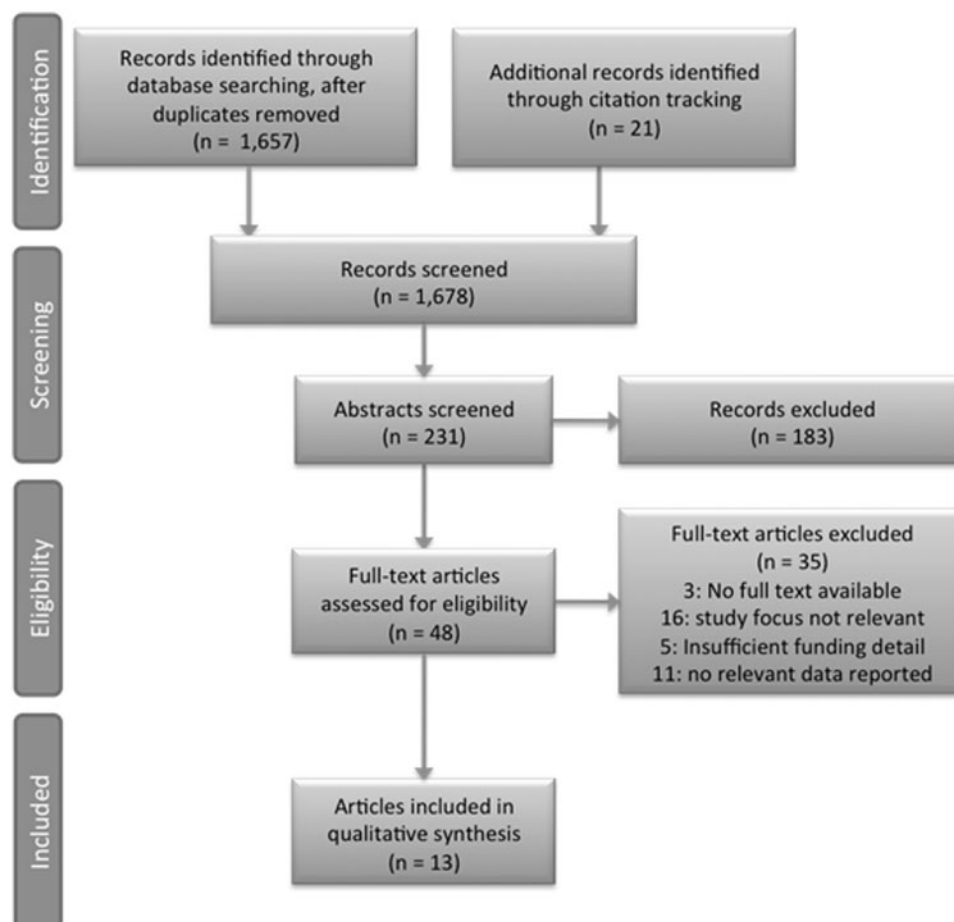 Identification
Records identified through
database searching, after
duplicates removed
(n =  1,657)
Additional records identified
through citation tracking
(n = 21)
Screening
Records screened
(n = 1,678)
Abstracts screened
(n = 231)
Records excluded
(n = 183)
Eligibility
Full-text articles
assessed for eligibility
(n = 48)
Full-text articles excluded
(n = 35)
3: No full text available
16: study focus not relevant
5: Insufficient funding detail
11: no relevant data reported
Included
Articles included in
qualitative synthesis
(n = 13)